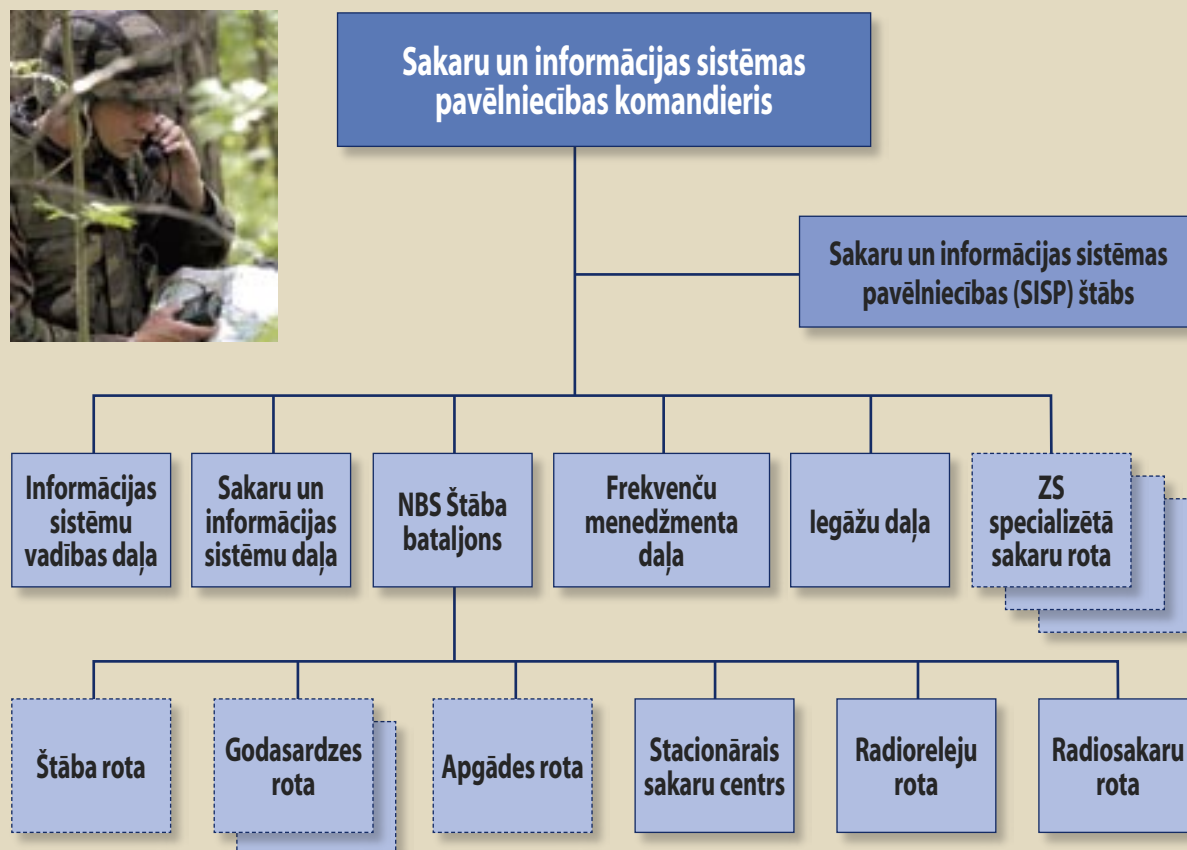 Sakaru un informācijas sistēmas
pavēlniecības komandieris
Sakaru un informācijas sistēmas
pavēlniecības (SISP) štābs
Informācijas
sistēmu
vadības daļa
Sakaru un
informācijas
sistēmu daļa
NBS Štāba
bataljons
Frekvenču
menedžmenta
daļa
Iegāžu daļa
ZS
specializētā
sakaru rota
Štāba rota
Godasardzes
rota
Apgādes rota
Stacionārais
sakaru centrs
Radioreleju
rota
Radiosakaru
rota